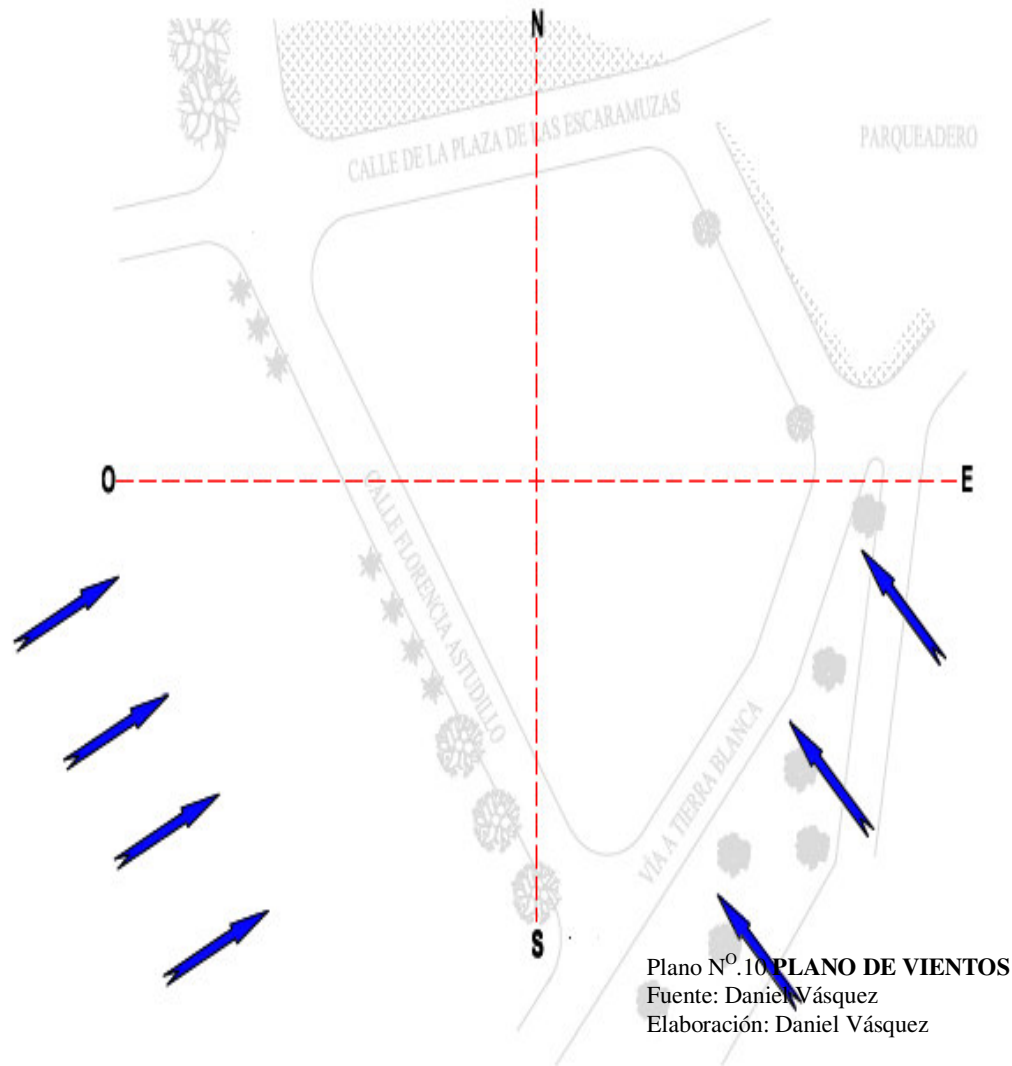 N
CALLE DE LA PLAZA DE LAS ESCARAMUZAS
PARQUEADERO
O
E
CALLE FLORENCIA ASTUDILLO
VÍA A TIERRA BLANCA
S
Plano Nº.10 PLANO DE VIENTOS
Fuente: Daniel Vásquez
Elaboración: Daniel Vásquez